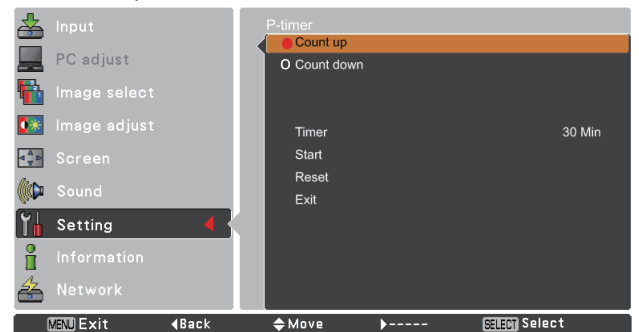 Input
PC adjust
Image select
Image adjust
Screen
Sound
Setting
Information
Network
P-timer
Count up
Count down
Timer 30 Min
Start
Reset
Exit
MENU Exit Back Move ----- SELECT Select